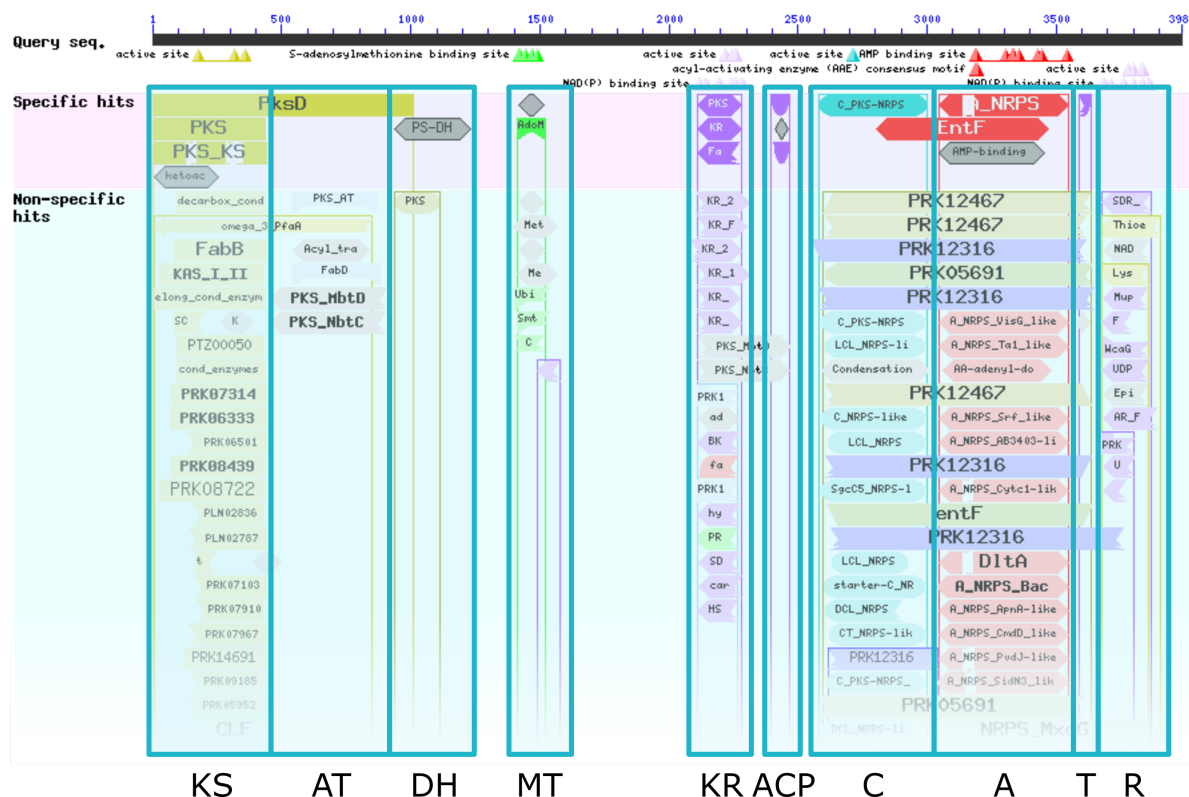 1 500 1000 1500 2000 2500 3000 3500 398
Query seq.
active site S-adenosylmethionine binding site active site active site AMP binding site
acyl-activating enzyme (AAE) consensus motif active site
NAD(P) binding site NAD(P) binding site
Specific hits PksD PKS C_PKS-NRPS A_NRPS
PKS PS-DH AdoM KR EntF
PKS_KS Fa AMP-binding
ketoac
Non-specific hits
decarbox_cond PKS_AT PKS KR_2 PRK12467 SDR_
omega_3_PfaA Met KR_F PRK12467 Thioe
FabB Acyl_tra KR_2 PRK12316 NAD
KAS_I_II FabD Me KR_1 PRK05691 Lys
elong_cond_enzym PKS_MbtD Ubi KR_ PRK12316 Mup
SC K PKS_NbtC Smt KR_ C_PKS-NRPS A_NRPS_VisG_like F
PTZ00050 C LCL_NRPS-li A_NRPS_Ta1_like WcaG
cond_enzymes Condensation AA-adenyl-do UDP
PRK07314 PRK1 PRK12467 Epi
PRK06333 ad C_NRPS-like A_NRPS_Srf_like AR_F
PRK06501 BK LCL_NRPS A_NRPS_AB3403-li PRK
PRK08439 fa PRK12316 U
PRK08722 PRK1 SgcC5_NRPS-l A_NRPS_Cytc1-lik
PLN02836 hy entF
PLN02787 PR PRK12316
t SD LCL_NRPS DltA
PRK07103 car starter-C_NR A_NRPS_Bac
PRK07910 HS DCL_NRPS A_NRPS_ApnA-like
PRK07967 CT_NRPS-lik A_NRPS_CmdD_like
PRK14691 PRK12316 A_NRPS_PvdJ-like
PRK09185 C_PKS-NRPS_ A_NRPS_SidN3_lik
PRK05952 PRK05691
CLF DCL_NRPS-li NRPS_MxcG
KS AT DH MT KR ACP C A T R